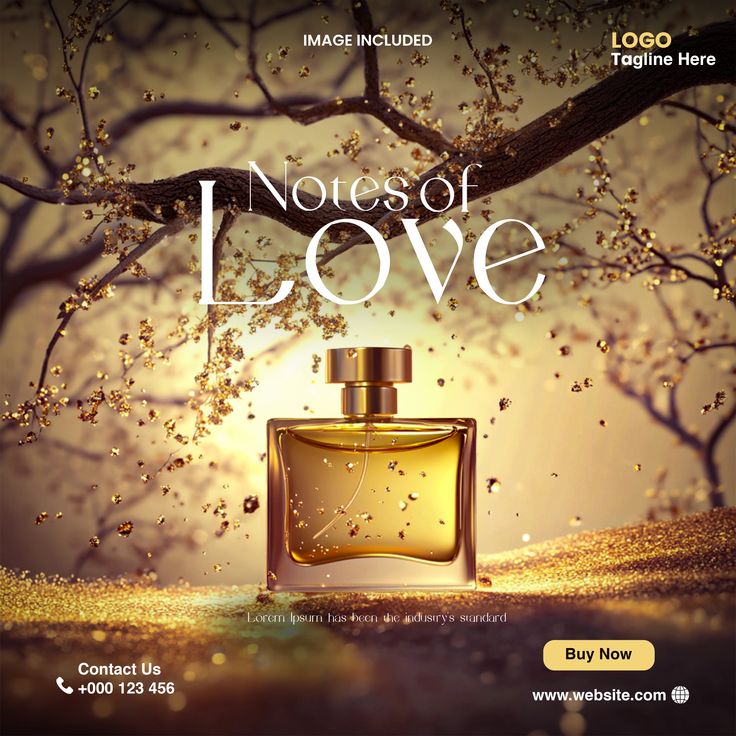 IMAGE INCLUDED
LOGO
Tagline Here
Notes of
Love
Lorem Ipsum has been the industry's standard
Buy Now
Contact Us
+000 123 456
www.website.com